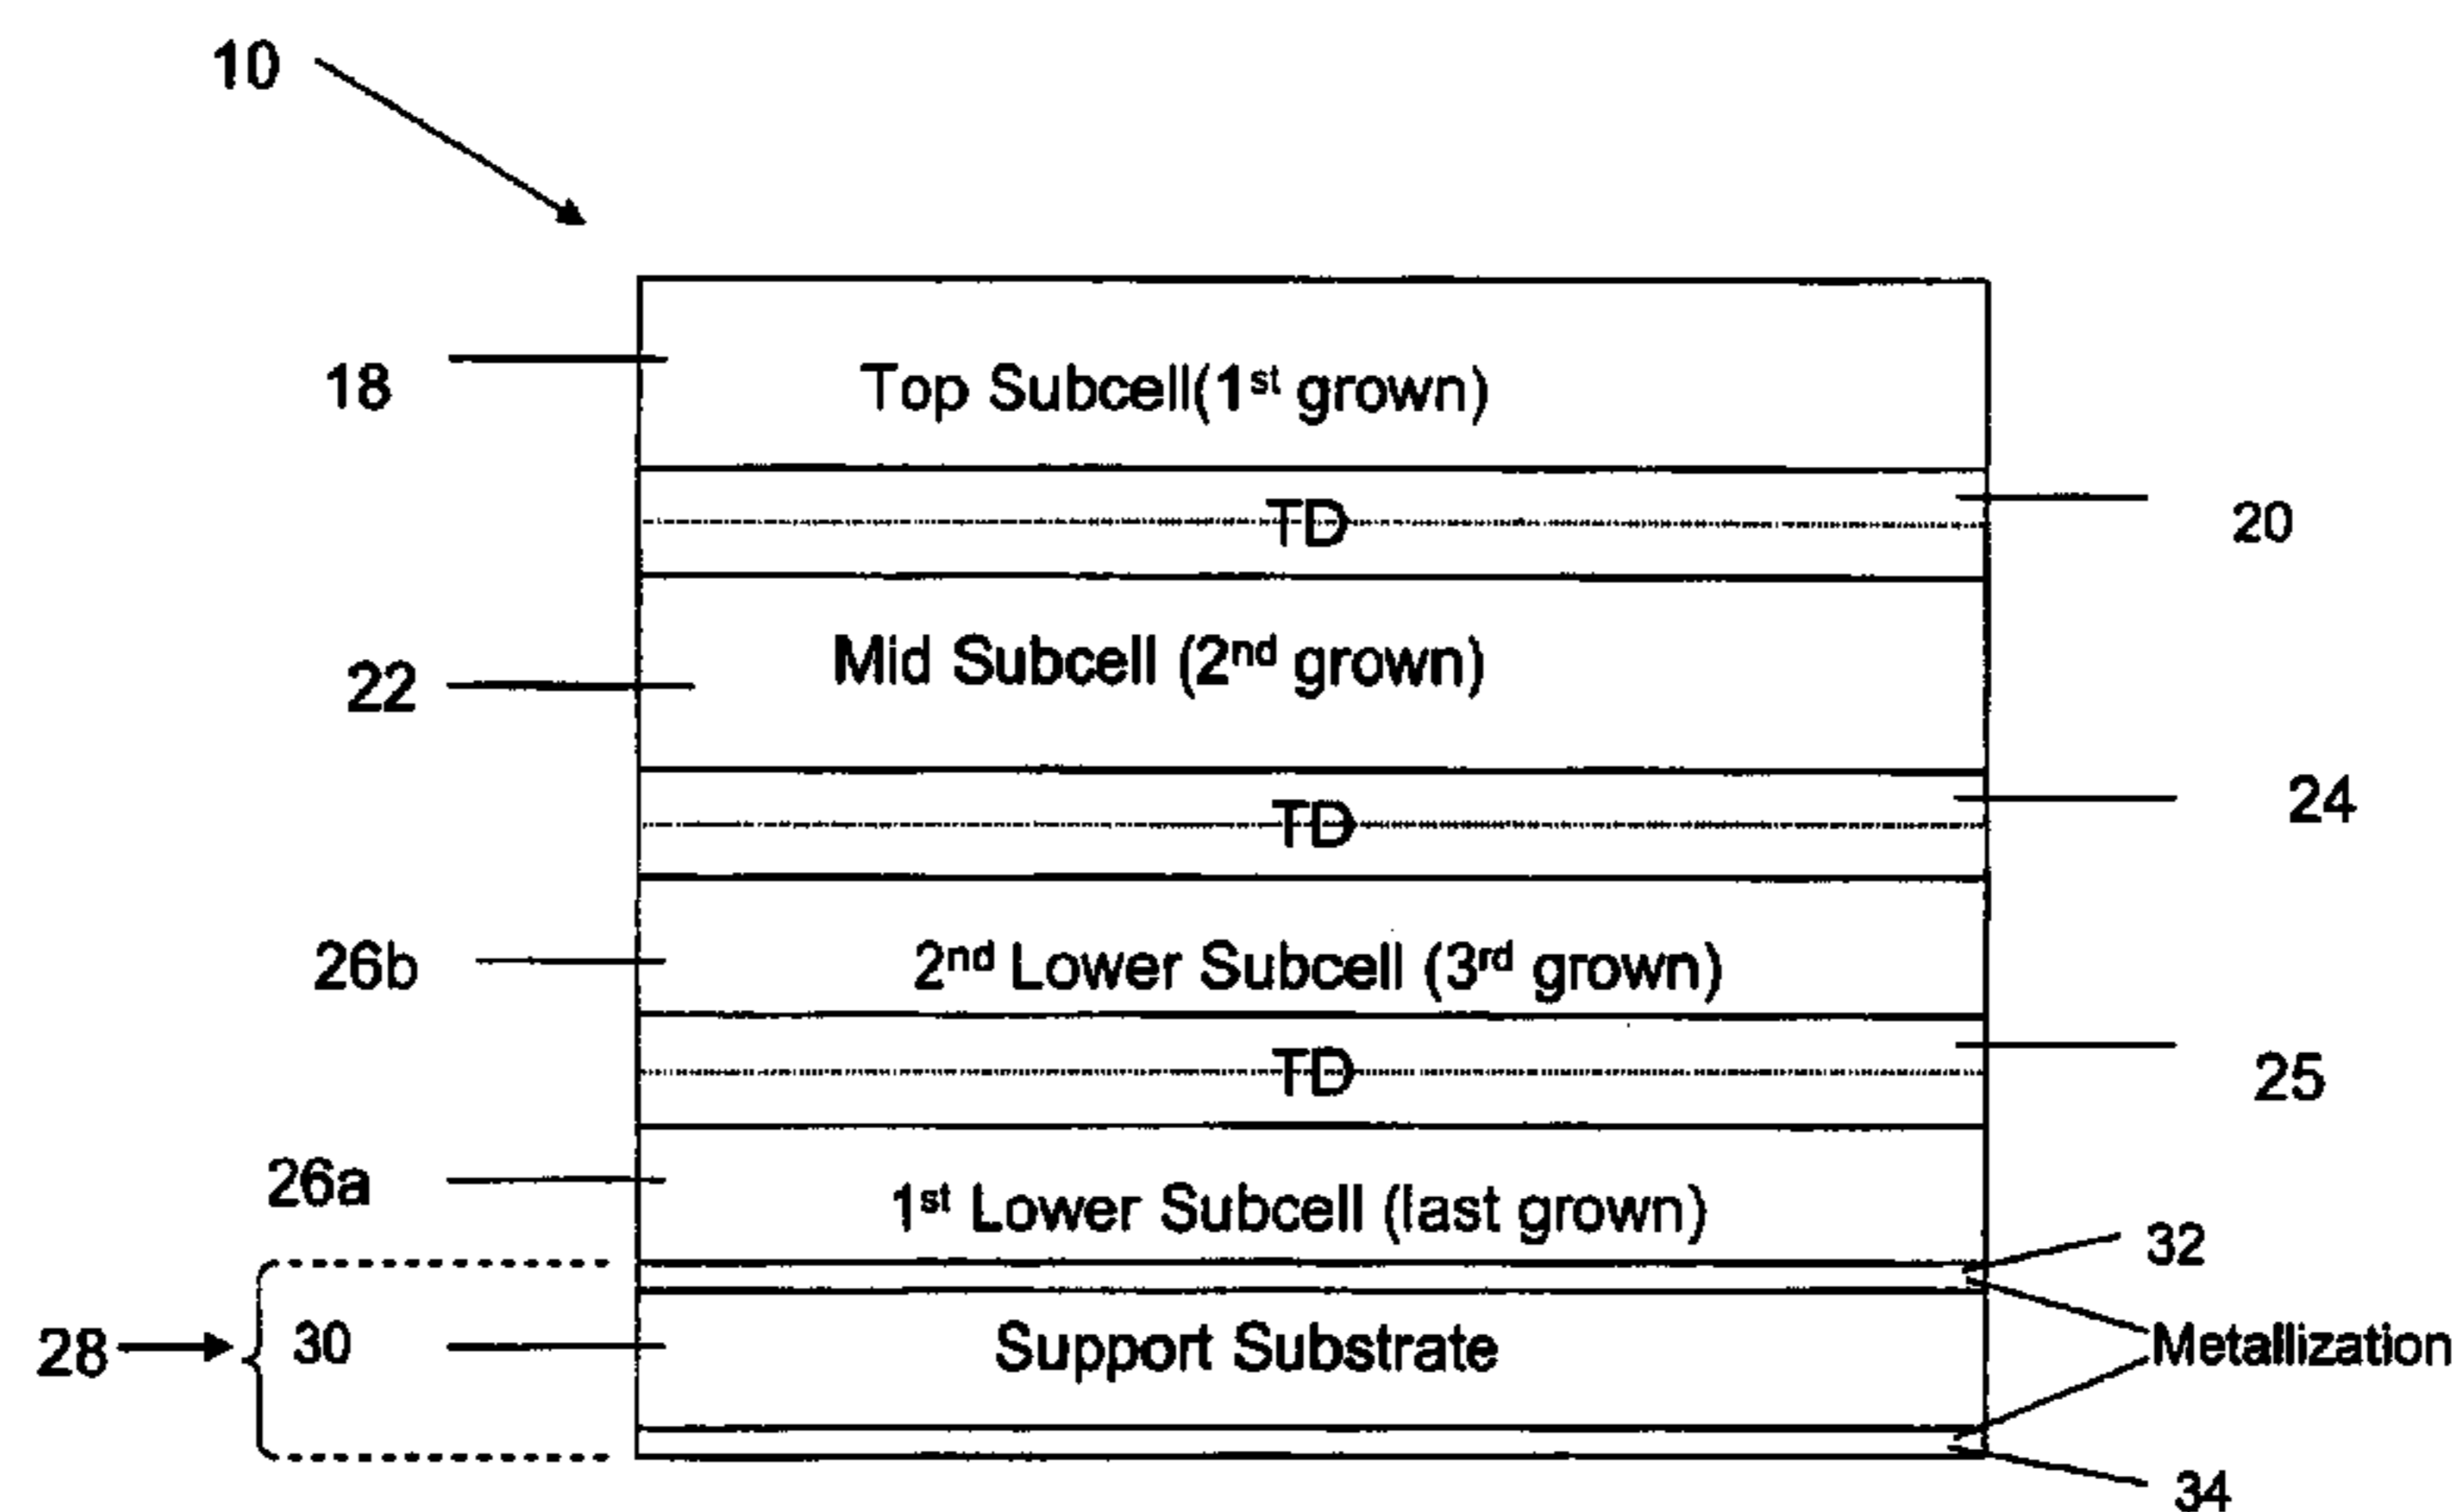 10
18
Top Subcell(1st grown)
TD
20
22
Mid Subcell (2nd grown)
TD
24
26b
2nd Lower Subcell (3rd grown)
TD
25
26a
1st Lower Subcell (last grown)
32
28
30
Support Substrate
Metallization
34